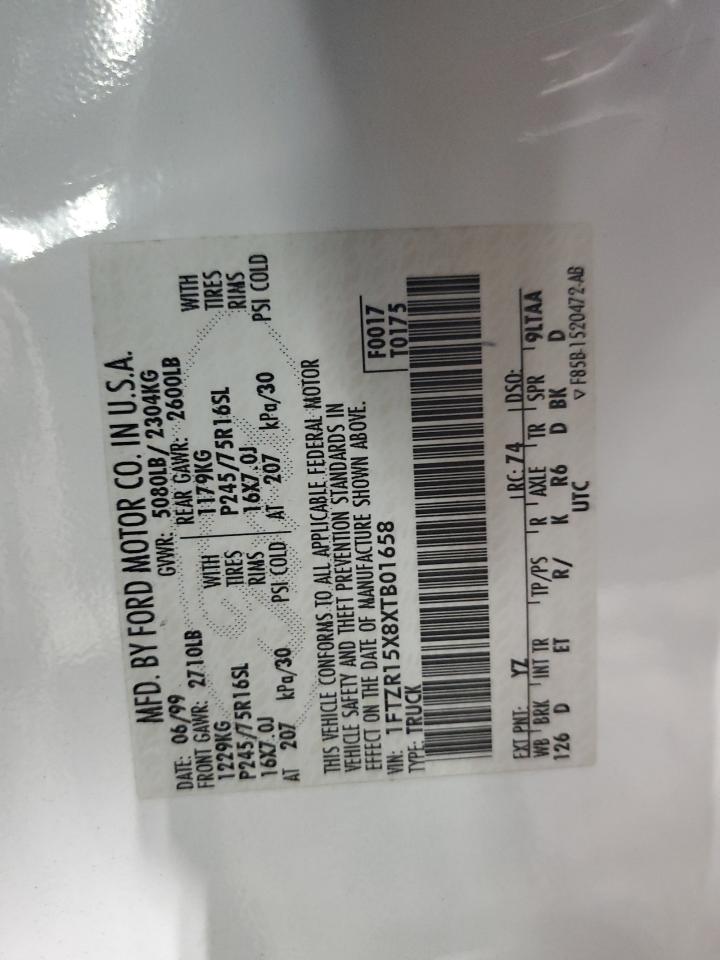 MFD. BY FORD MOTOR CO. IN U.S.A.
DATE: 06/99 GVWR: 5080LB/ 2304KG
FRONT GAWR: 2710LB REAR GAWR: 2600LB
1229KG WITH 1179KG WITH
P245/75R16SL TIRES P245/75R16SL TIRES
16X7.0J RIMS 16X7.0J RIMS
AT 207 kPa/30 PSI COLD AT 207 kPa/30 PSI COLD
THIS VEHICLE CONFORMS TO ALL APPLICABLE FEDERAL MOTOR
VEHICLE SAFETY AND THEFT PREVENTION STANDARDS IN
EFFECT ON THE DATE OF MANUFACTURE SHOWN ABOVE.
VIN: 1FTZR15X8XTB01658 F0017
TYPE: TRUCK T0175
EXT PNT: YZ RC: 74 DSO:
WB BRK INT TR TP/PS R AXLE TR SPR 9LTAA
126 D ET R/ K R6 D BK D
UTC ▽ F85B-1520472-AB